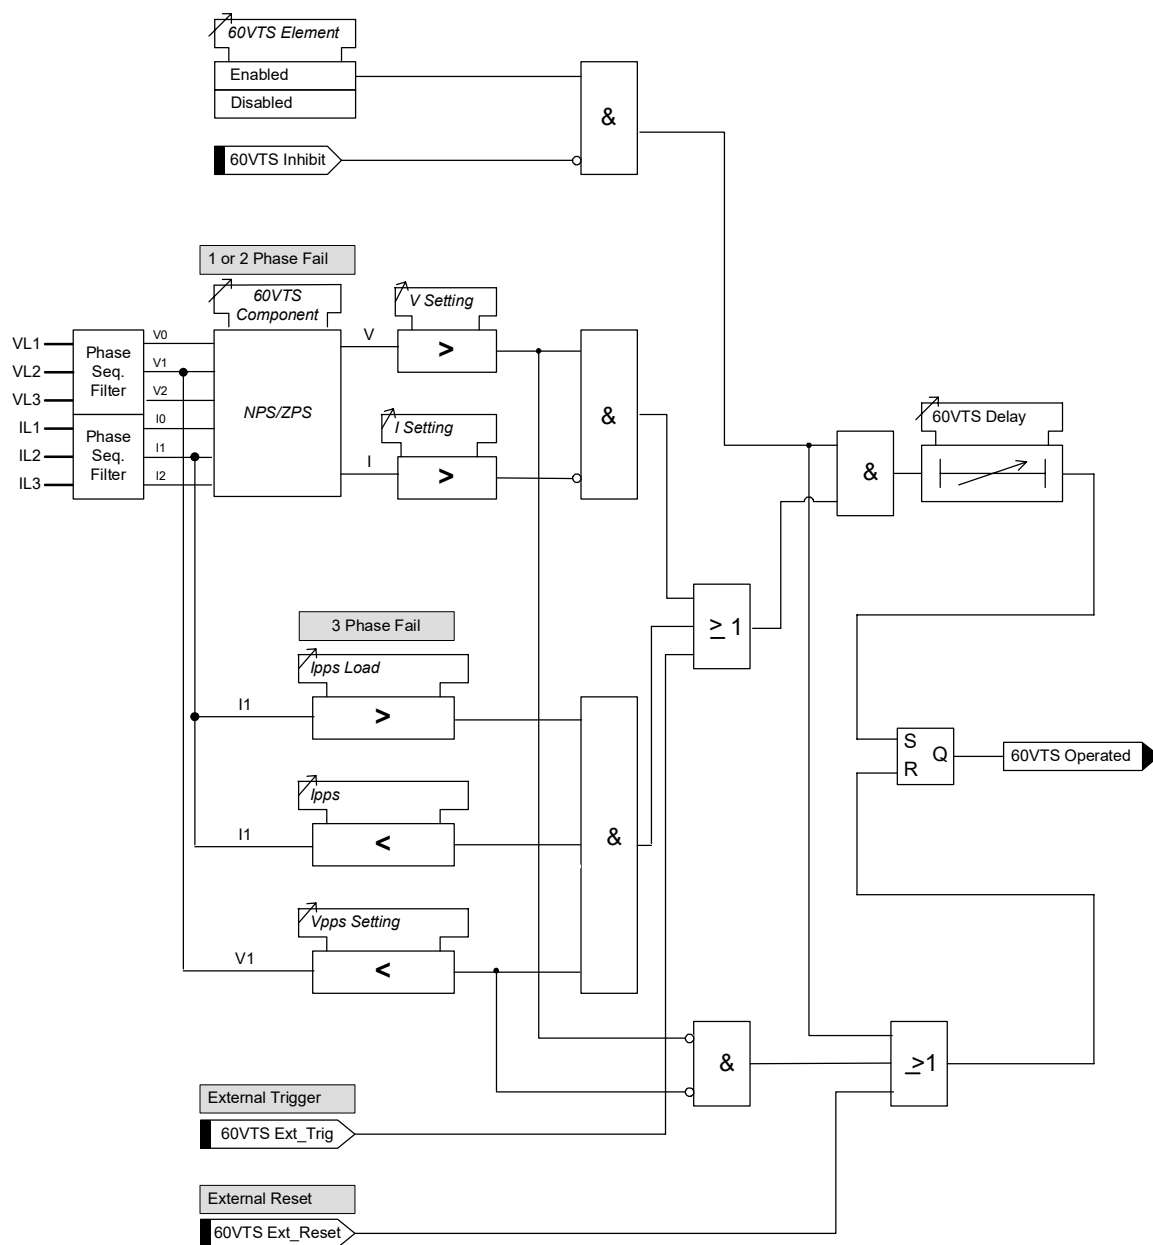 60VTS Element
Enabled
Disabled
&
60VTS Inhibit
1 or 2 Phase Fail
60VTS
Component
V Setting
VL1
VL2
VL3
IL1
IL2
IL3
Phase
Seq.
Filter
Phase
Seq.
Filter
V0
V1
V2
I0
I1
I2
NPS/ZPS
V
>
I Setting
I
>
&
60VTS Delay
&
3 Phase Fail
≥ 1
Ipps Load
I1
>
Ipps
I1
<
&
Vpps Setting
V1
<
S
R
Q
60VTS Operated
&
≥1
External Trigger
60VTS Ext_Trig
External Reset
60VTS Ext_Reset